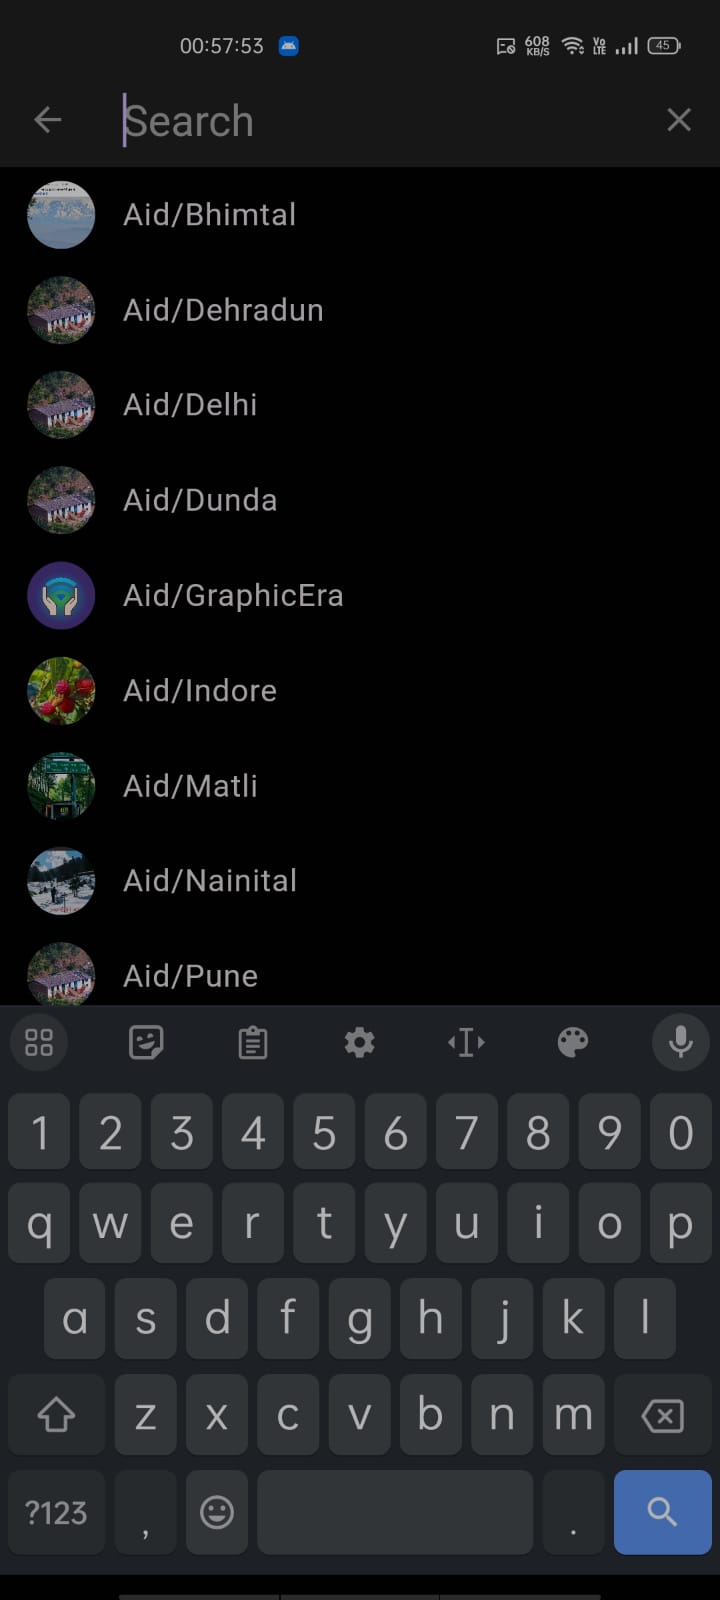 00:57:53 608 KB/S Vo LTE 45
Search
Aid/Bhimtal
Aid/Dehradun
Aid/Delhi
Aid/Dunda
Aid/GraphicEra
Aid/Indore
Aid/Matli
Aid/Nainital
Aid/Pune
1 2 3 4 5 6 7 8 9 0
q w e r t y u i o p
a s d f g h j k l
z x c v b n m
?123 , .